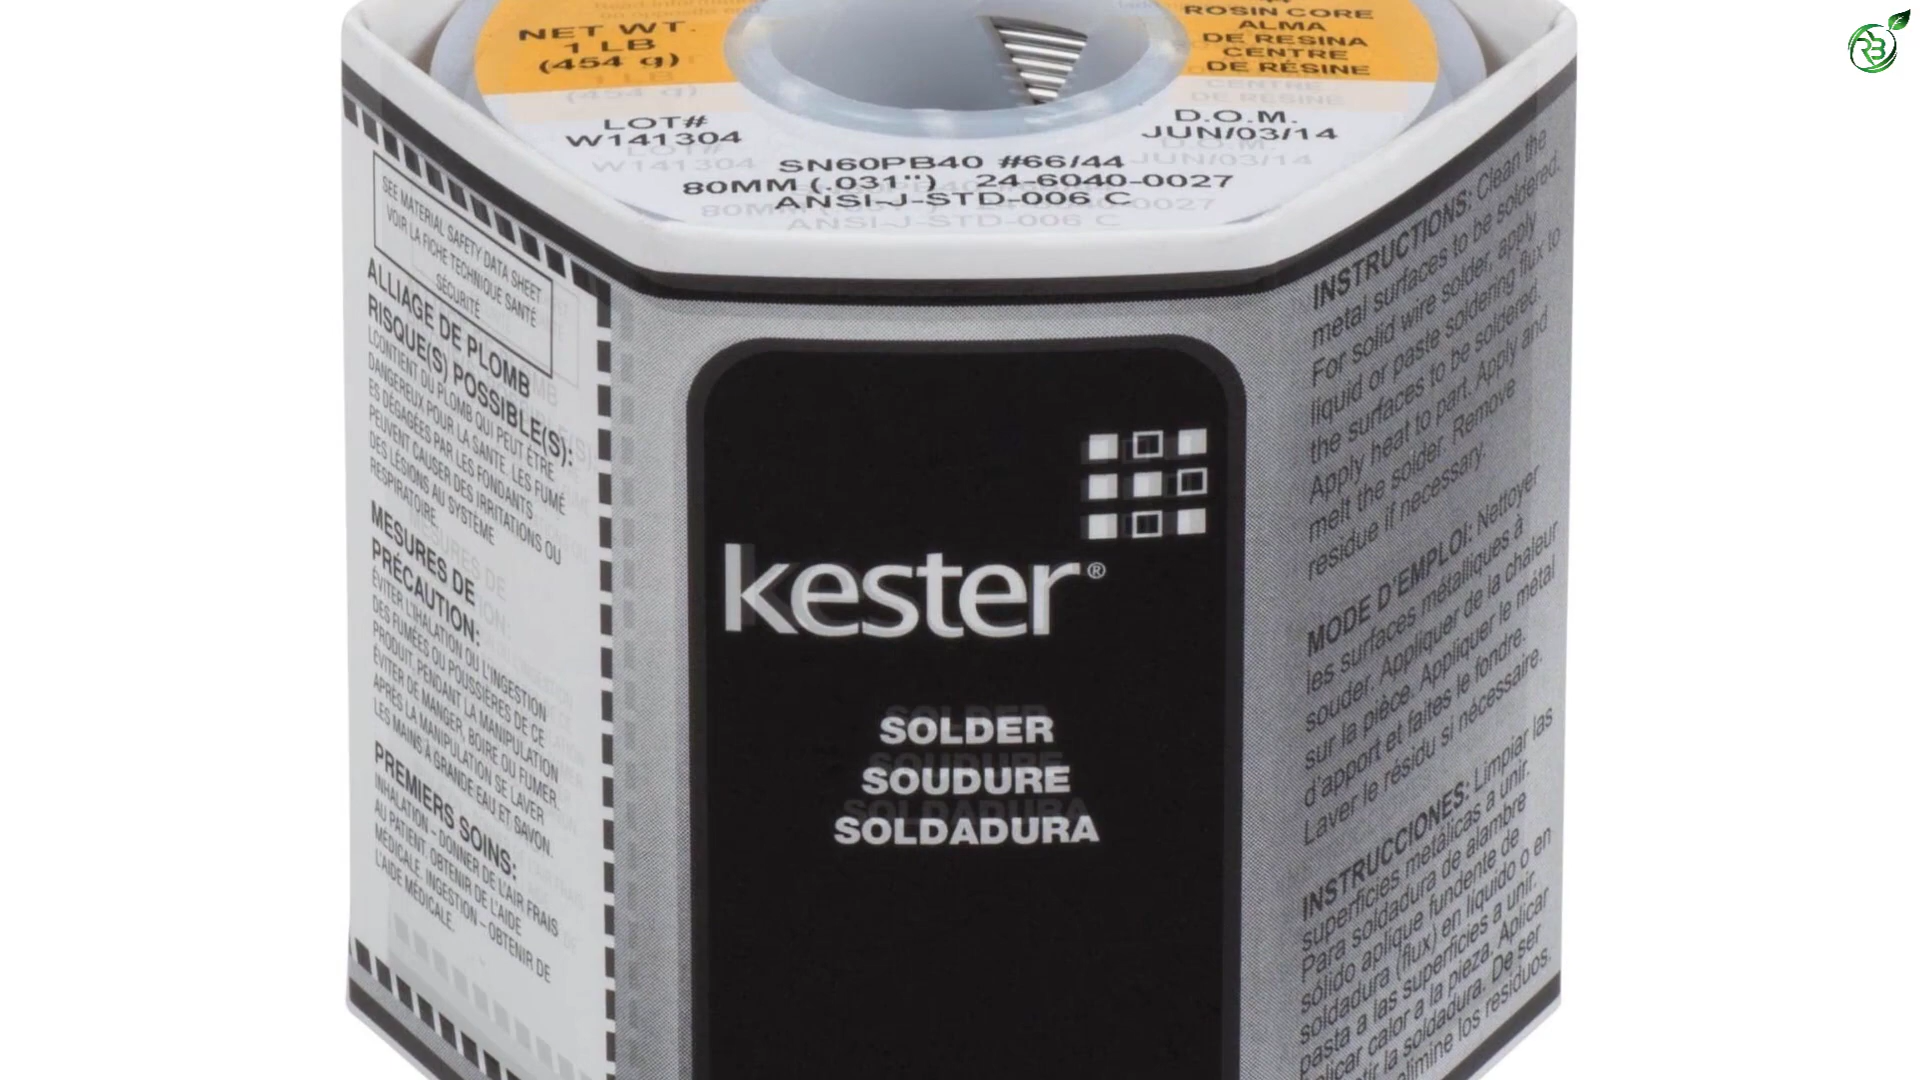 NET WT.
1 LB
(454 g)
ROSIN CORE
ALMA
DE RESINA
CENTRE
DE RÉSINE
LOT#
W141304
D.O.M.
JUN/03/14
SN60PB40 #66/44
80MM (.031") 24-6040-0027
ANSI-J-STD-006 C
SEE MATERIAL SAFETY DATA SHEET
VOIR LA FICHE TECHNIQUE SANTÉ
SÉCURITÉ
ALLIAGE DE PLOMB
RISQUE(S) POSSIBLE(S):
LCONTIENT DU PLOMB QUI PEUT ÊTRE
DANGEREUX POUR LA SANTE. LES FUMÉ
ES DÉGAGÉES PAR LES FONDANTS
PEUVENT CAUSER DES IRRITATIONS OU
DES LÉSIONS AU SYSTÈME
RESPIRATOIRE.
MESURES DE
PRÉCAUTION:
ÉVITER L'IHALATION OU L'INGESTION
DES FUMÉES OU POUSSIÈRES DE CE
PRODUIT. PENDANT LA MANIPULATION
ÉVITER DE MANGER, BOIRE OU FUMER.
APRÈS LA MANIPULATION SE LAVER
LES MAINS À GRANDE EAU ET SAVON.
PREMIERS SOINS:
INHALATION - DONNER DE L'AIR FRAIS
AU PATIENT. OBTENIR DE L'AIDE
MÉDICALE. INGESTION - OBTENIR DE
L'AIDE MÉDICALE.
kester®
SOLDER
SOUDURE
SOLDADURA
INSTRUCTIONS: Clean the
metal surfaces to be soldered.
For solid wire solder, apply
liquid or paste soldering flux to
the surfaces to be soldered.
Apply heat to part. Apply and
melt the solder. Remove
residue if necessary.
MODE D'EMPLOI: Nettoyer
les surfaces métalliques à
souder. Appliquer de la chaleur
sur la pièce. Appliquer le métal
d'apport et faites le fondre.
Laver le résidu si nécessaire.
INSTRUCCIONES: Limpiar las
superficies metálicas a unir.
Para soldadura de alambre
sólido aplique fundente de
soldadura (flux) en líquido o en
pasta a las superficies a unir.
plicar calor a la pieza. Aplicar
tir la soldadura. De ser
elimine los residuos.